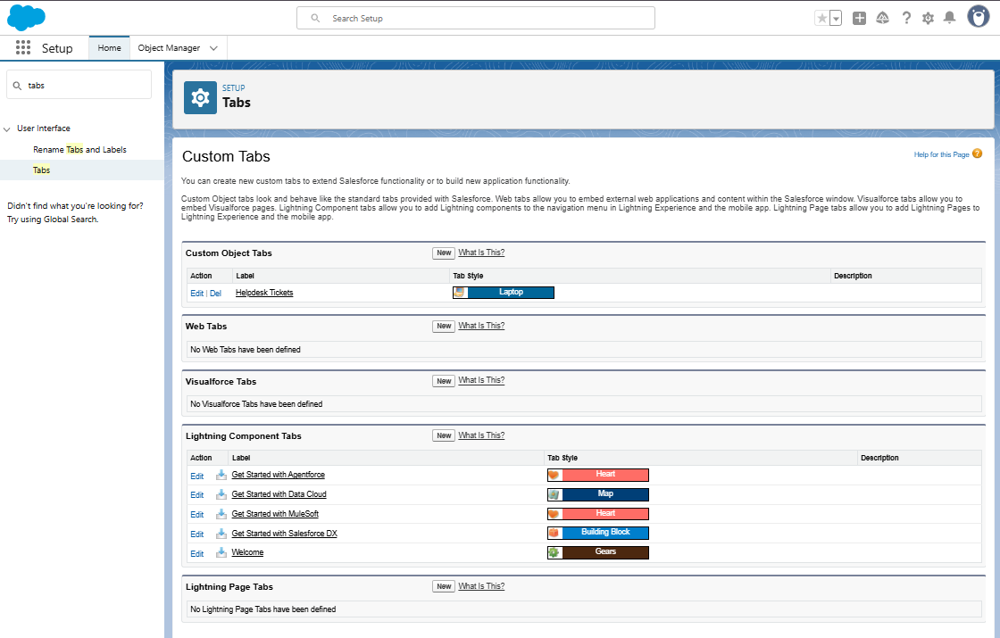 Search Setup
Setup
Home
Object Manager
tabs
User Interface
Rename Tabs and Labels
Tabs
Didn't find what you're looking for?
Try using Global Search.
SETUP
Tabs
Custom Tabs
Help for this Page ?
You can create new custom tabs to extend Salesforce functionality or to build new application functionality.
Custom Object tabs look and behave like the standard tabs provided with Salesforce. Web tabs allow you to embed external web applications and content within the Salesforce window. Visualforce tabs allow you to
embed Visualforce pages. Lightning Component tabs allow you to add Lightning components to the navigation menu in Lightning Experience and the mobile app. Lightning Page tabs allow you to add Lightning Pages to
Lightning Experience and the mobile app.
Custom Object Tabs New What Is This?
Action Label Tab Style Description
Edit | Del Helpdesk Tickets Laptop
Web Tabs New What Is This?
No Web Tabs have been defined
Visualforce Tabs New What Is This?
No Visualforce Tabs have been defined
Lightning Component Tabs New What Is This?
Action Label Tab Style Description
Edit Get Started with Agentforce Heart
Edit Get Started with Data Cloud Map
Edit Get Started with MuleSoft Heart
Edit Get Started with Salesforce DX Building Block
Edit Welcome Gears
Lightning Page Tabs New What Is This?
No Lightning Page Tabs have been defined